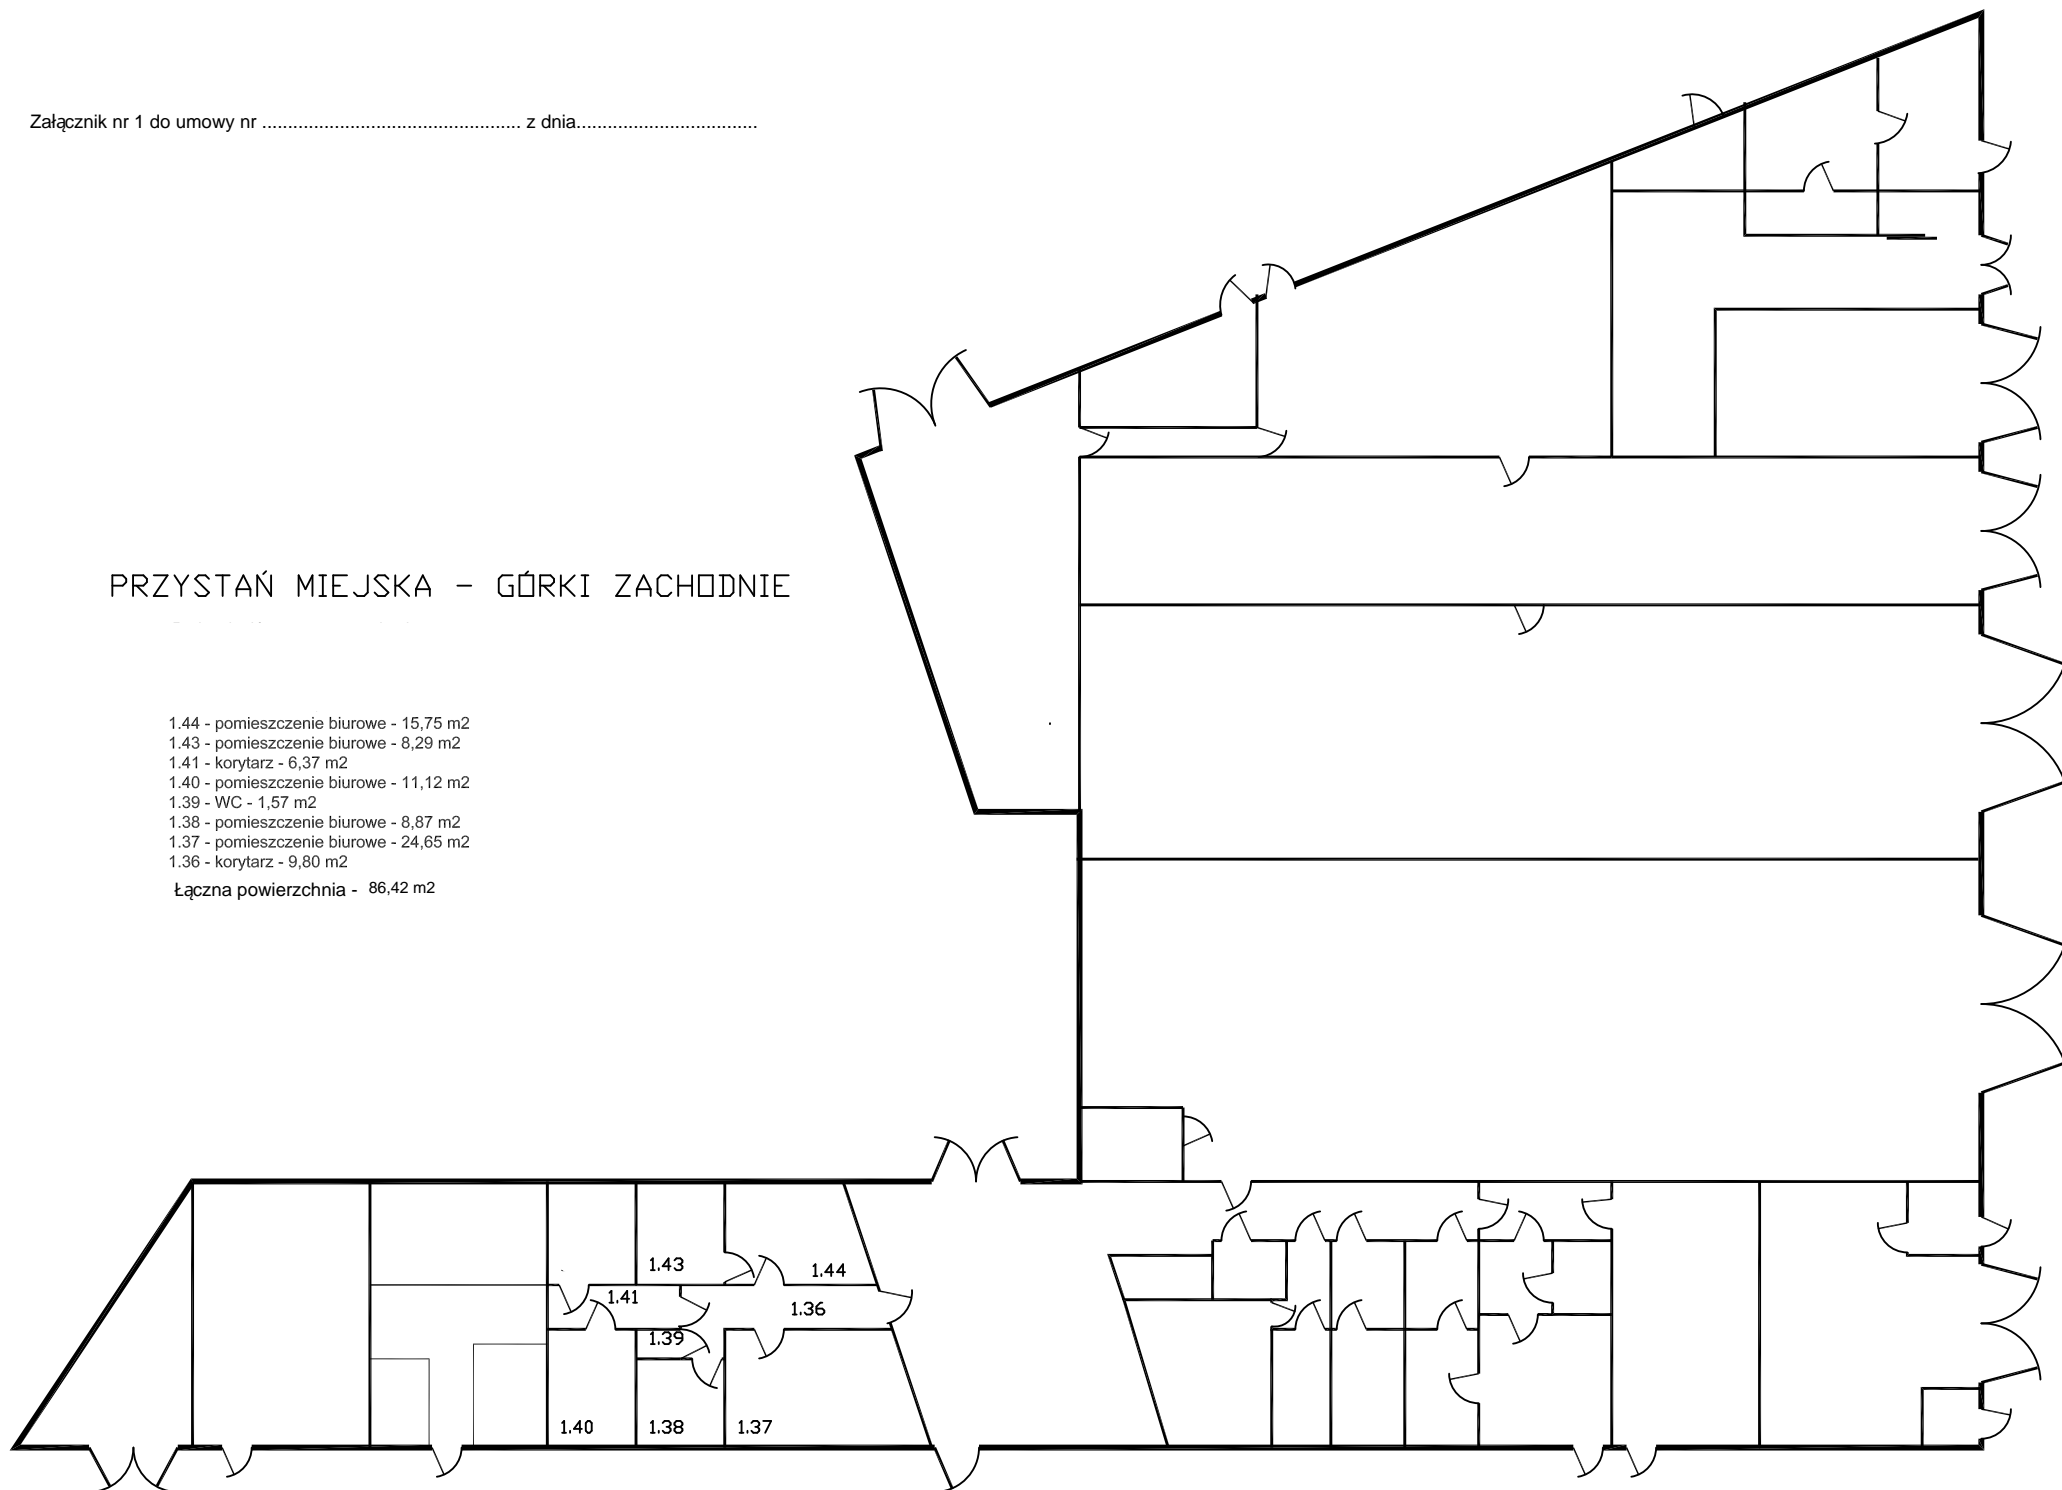 Załącznik nr 1 do umowy nr .................................................. z dnia...................................
PRZYSTAŃ MIEJSKA - GÓRKI ZACHODNIE
1.44 - pomieszczenie biurowe - 15,75 m2
1.43 - pomieszczenie biurowe - 8,29 m2
1.41 - korytarz - 6,37 m2
1.40 - pomieszczenie biurowe - 11,12 m2
1.39 - WC - 1,57 m2
1.38 - pomieszczenie biurowe - 8,87 m2
1.37 - pomieszczenie biurowe - 24,65 m2
1.36 - korytarz - 9,80 m2
Łączna powierzchnia - 86,42 m2
1.43
1.44
1.41
1.36
1.39
1.40
1.38
1.37